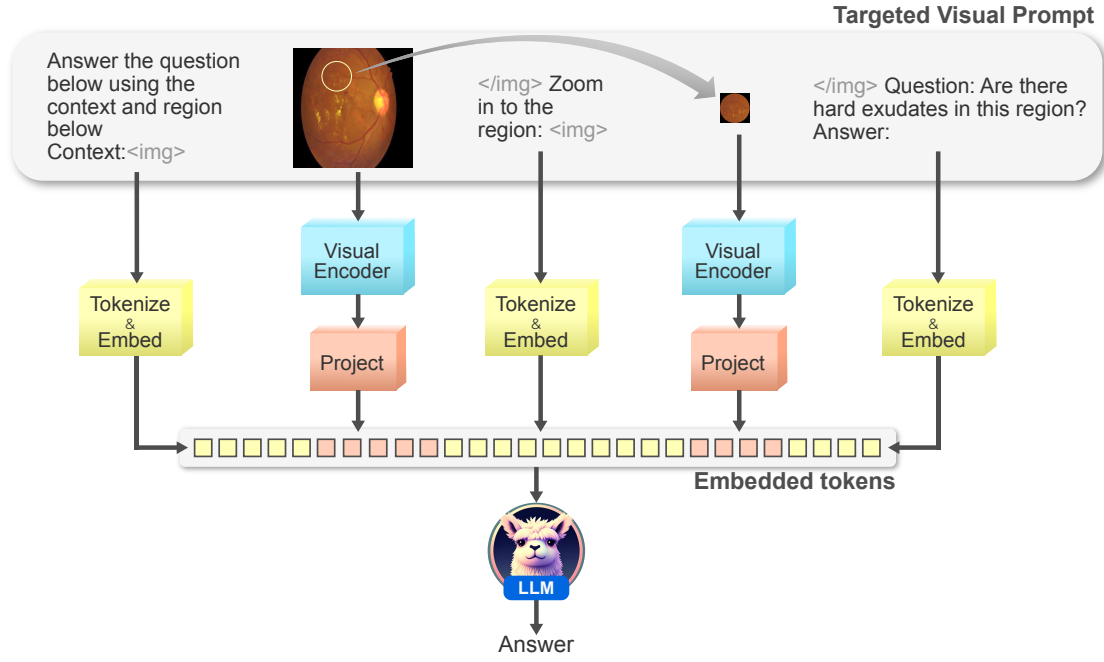 Targeted Visual Prompt
Answer the question
below using the
context and region
below
Context:<img>
</img> Zoom
in to the
region: <img>
</img> Question: Are there
hard exudates in this region?
Answer:
Visual
Encoder
Visual
Encoder
Tokenize
&
Embed
Tokenize
&
Embed
Tokenize
&
Embed
Project
Project
Embedded tokens
LLM
Answer